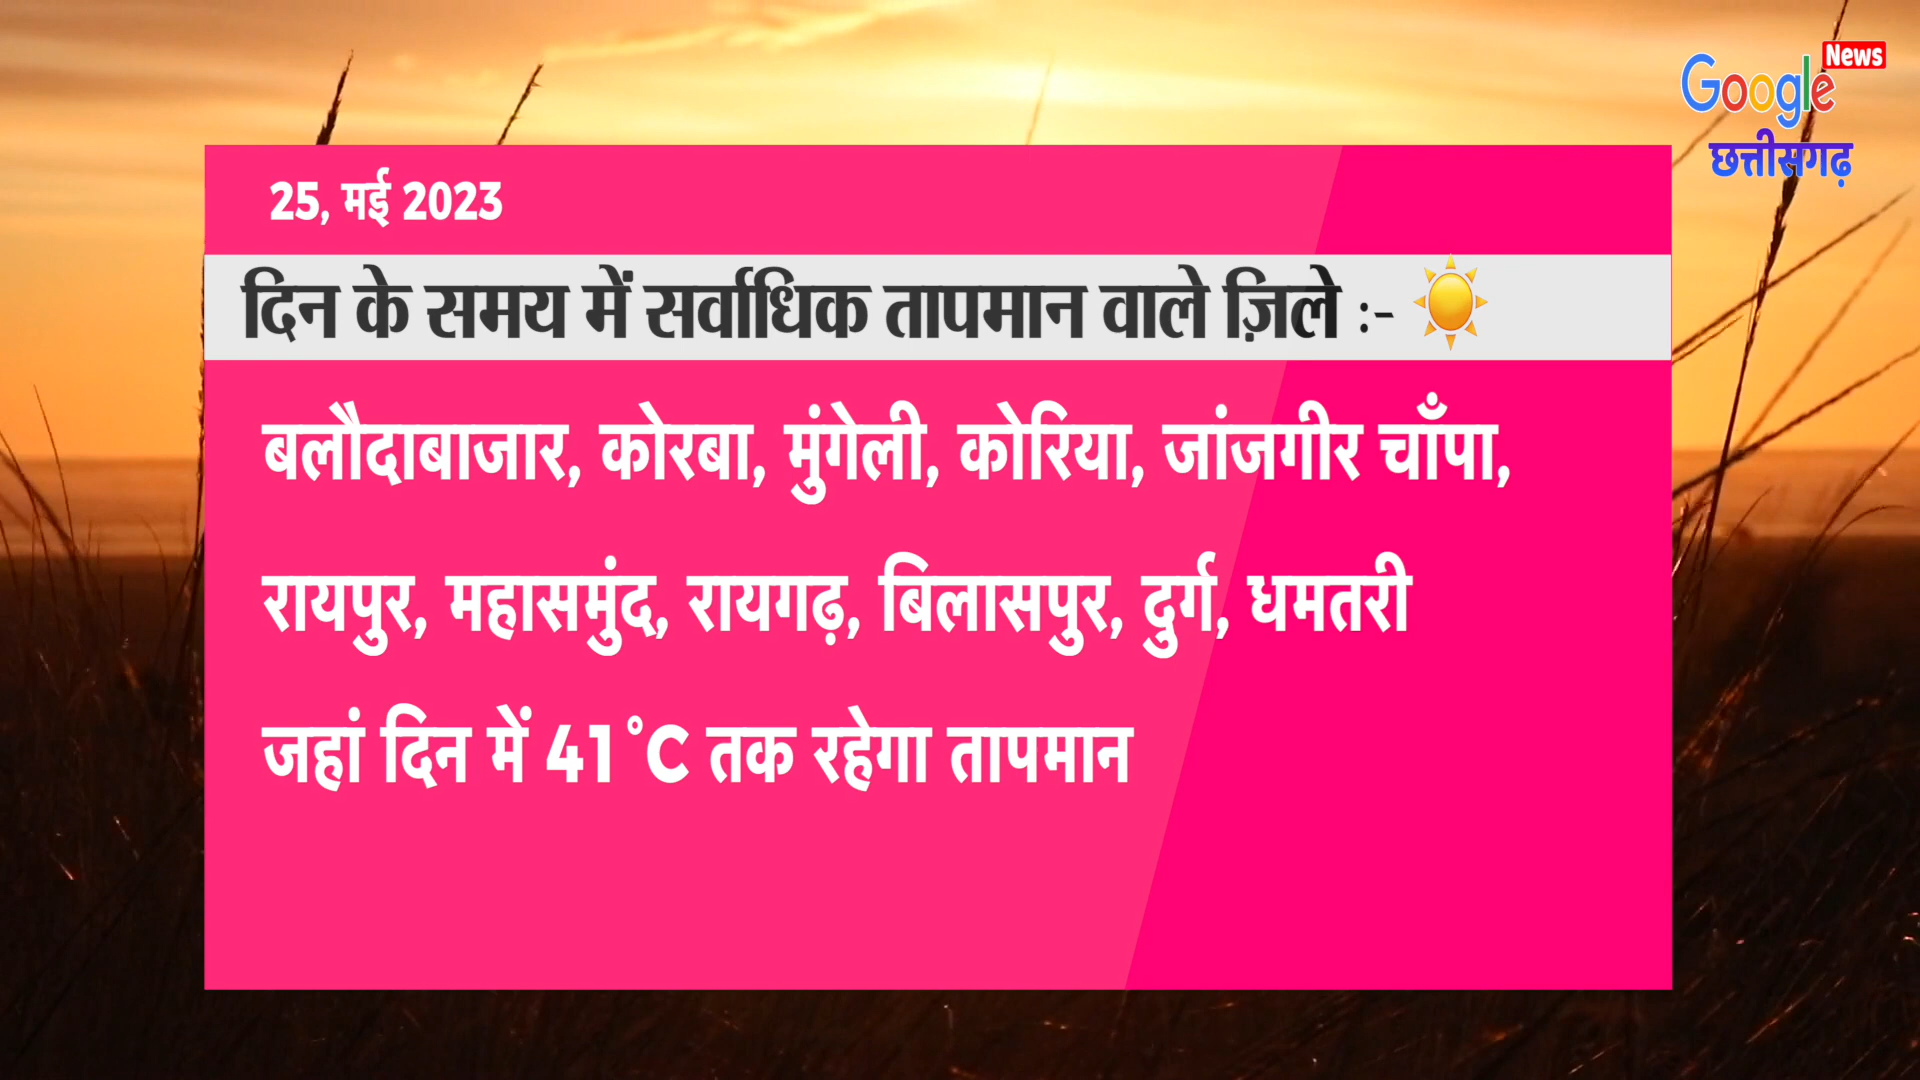 News
Google
छत्तीसगढ़
25, मई 2023
दिन के समय में सर्वाधिक तापमान वाले ज़िले :-
बलौदाबाजार, कोरबा, मुंगेली, कोरिया, जांजगीर चाँपा,
रायपुर, महासमुंद, रायगढ़, बिलासपुर, दुर्ग, धमतरी
जहां दिन में 41°C तक रहेगा तापमान